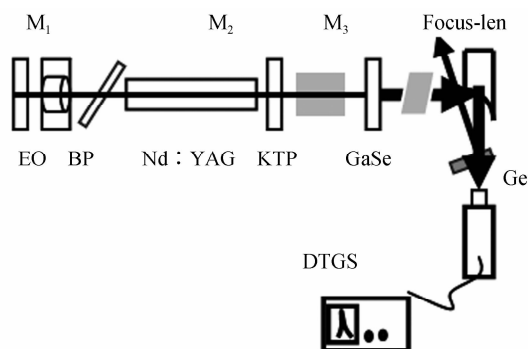 M₁ M₂ M₃ Focus-len
EO BP Nd：YAG KTP GaSe
Ge
DTGS